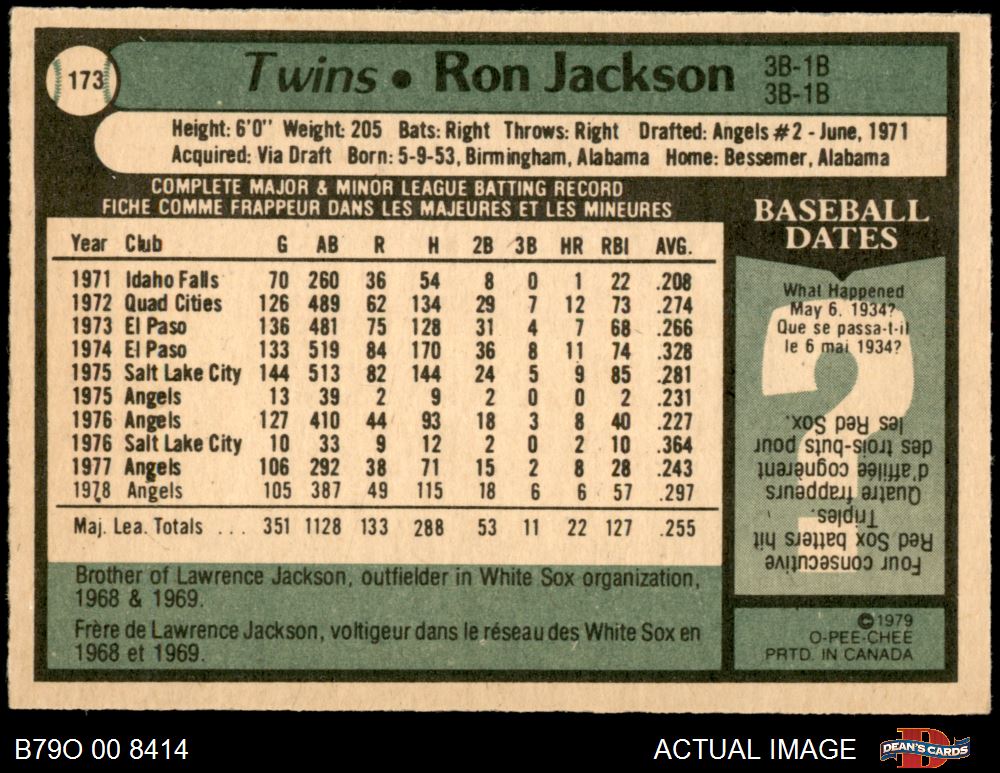 173
Twins • Ron Jackson 3B-1B
3B-1B
Height: 6'0" Weight: 205 Bats: Right Throws: Right Drafted: Angels #2 - June, 1971
Acquired: Via Draft Born: 5-9-53, Birmingham, Alabama Home: Bessemer, Alabama
COMPLETE MAJOR & MINOR LEAGUE BATTING RECORD
FICHE COMME FRAPPEUR DANS LES MAJEURES ET LES MINEURES
Year Club G AB R H 2B 3B HR RBI AVG.
1971 Idaho Falls 70 260 36 54 8 0 1 22 .208
1972 Quad Cities 126 489 62 134 29 7 12 73 .274
1973 El Paso 136 481 75 128 31 4 7 68 .266
1974 El Paso 133 519 84 170 36 8 11 74 .328
1975 Salt Lake City 144 513 82 144 24 5 9 85 .281
1975 Angels 13 39 2 9 2 0 0 2 .231
1976 Angels 127 410 44 93 18 3 8 40 .227
1976 Salt Lake City 10 33 9 12 2 0 2 10 .364
1977 Angels 106 292 38 71 15 2 8 28 .243
1978 Angels 105 387 49 115 18 6 6 57 .297
Maj. Lea. Totals ... 351 1128 133 288 53 11 22 127 .255
Brother of Lawrence Jackson, outfielder in White Sox organization,
1968 & 1969.
Frère de Lawrence Jackson, voltigeur dans le réseau des White Sox en
1968 et 1969.
BASEBALL
DATES
What Happened
May 6, 1934?
Que se passa-t-il
le 6 mai 1934?
Four consecutive
Red Sox batters hit
Triples.
Quatre frappeurs
d'affilée cognèrent
des trois-buts pour
les Red Sox.
©1979
O-PEE-CHEE
PRTD. IN CANADA
B79O 00 8414
ACTUAL IMAGE
DEAN'S CARDS